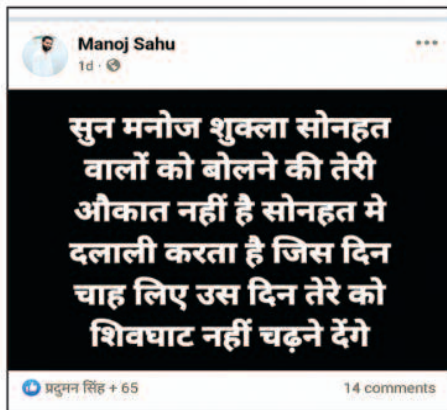 Manoj Sahu
1d ·
सुन मनोज शुक्ला सोनहत
वालों को बोलने की तेरी
औकात नहीं है सोनहत मे
दलाली करता है जिस दिन
चाह लिए उस दिन तेरे को
शिवघाट नहीं चढ़ने देंगे
प्रदुमन सिंह + 65
14 comments